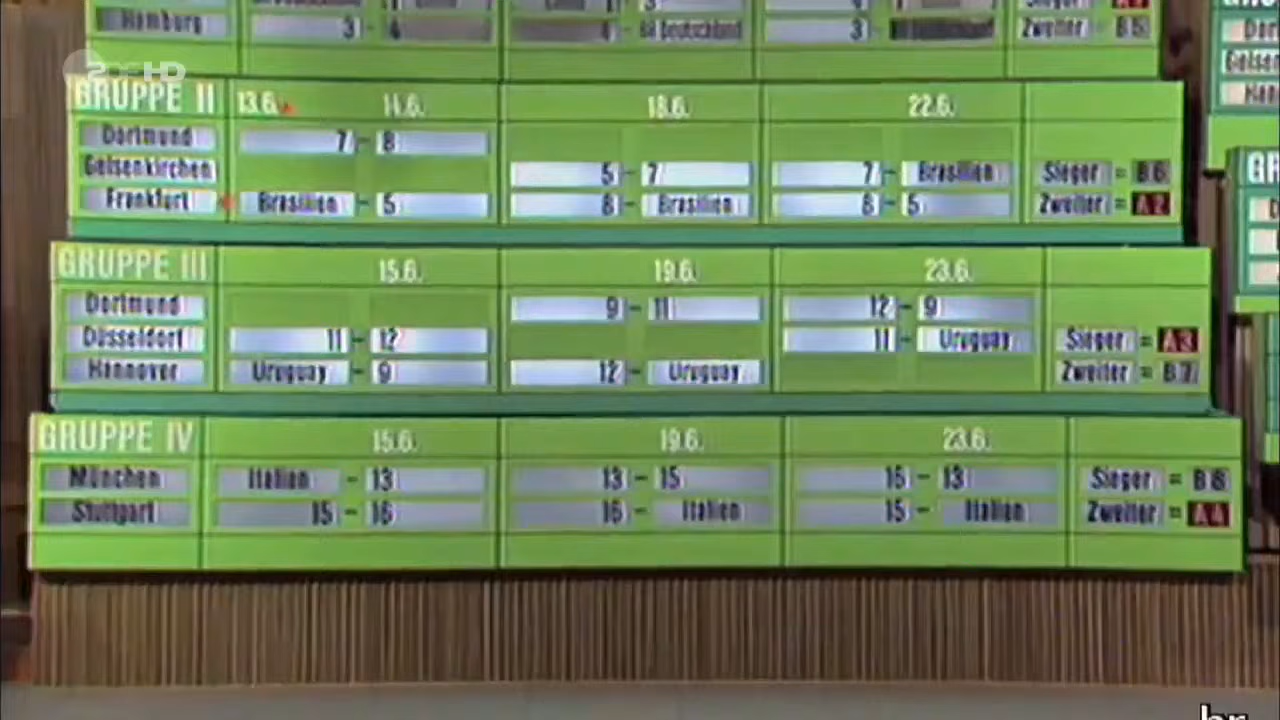 Hamburg 3 - 4 - BR Deutschland 3 - Zweiter = B5
ZDF HD
GRUPPE II 13.6. 14.6. 18.6. 22.6.
Dortmund 7 - 8
Gelsenkirchen 5 - 7 7 - Brasilien Sieger = B6
Frankfurt Brasilien - 5 8 - Brasilien 8 - 5 Zweiter = A2
GRUPPE III 15.6. 19.6. 23.6.
Dortmund 9 - 11 12 - 9
Düsseldorf 11 - 12 11 - Uruguay Sieger = A3
Hannover Uruguay - 9 12 - Uruguay Zweiter = B7
GRUPPE IV 15.6. 19.6. 23.6.
München Italien - 13 13 - 15 16 - 13 Sieger = B8
Stuttgart 15 - 16 16 - Italien 15 - Italien Zweiter = A4